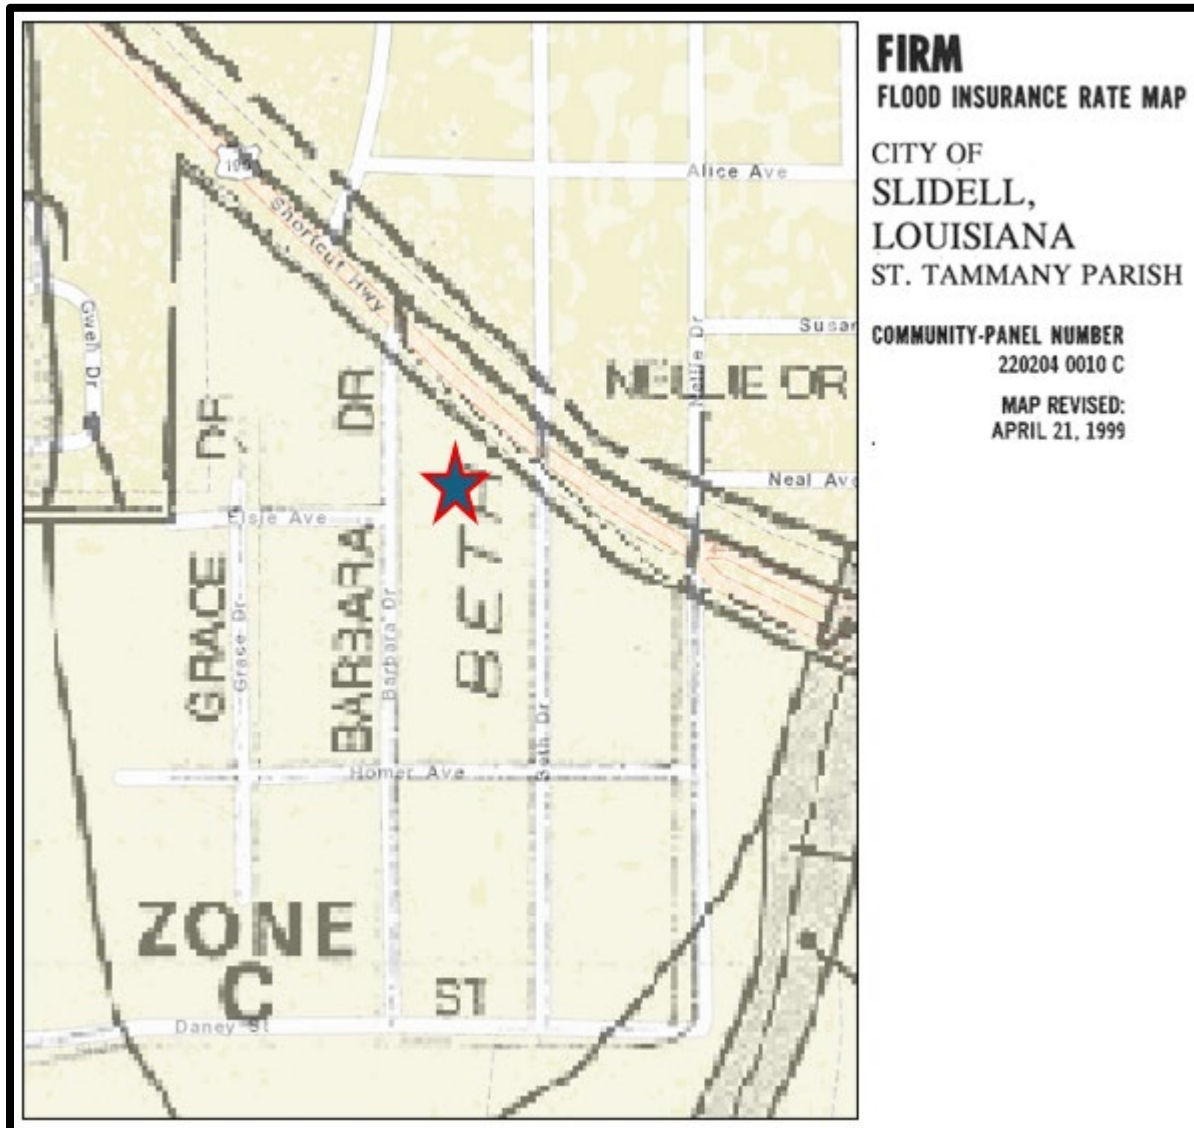 FIRM
FLOOD INSURANCE RATE MAP
CITY OF
SLIDELL,
LOUISIANA
ST. TAMMANY PARISH
COMMUNITY-PANEL NUMBER
220204 0010 C
MAP REVISED:
APRIL 21, 1999
190
Alice Ave
Shortcut Hwy
Gweh Dr
Susan
Nellie Dr
NELLIE DR
DR
DR
Neal Ave
Elsie Ave
GRACE
Grace Dr
BARBARA
Barbara Dr
BETH
Beth Dr
Homer Ave
ZONE
C
ST
Daney St